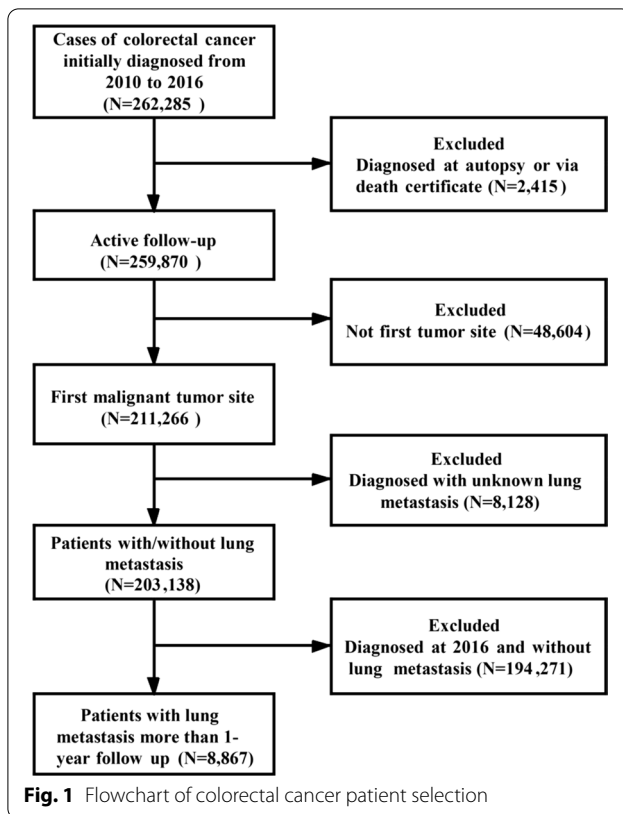 Cases of colorectal cancer
initially diagnosed from
2010 to 2016
(N=262,285 )
Excluded
Diagnosed at autopsy or via
death certificate (N=2,415)
Active follow-up
(N=259,870 )
Excluded
Not first tumor site (N=48,604)
First malignant tumor site
(N=211,266 )
Excluded
Diagnosed with unknown lung
metastasis (N=8,128)
Patients with/without lung
metastasis
(N=203,138)
Excluded
Diagnosed at 2016 and without
lung metastasis (N=194,271)
Patients with lung
metastasis more than 1-
year follow up (N=8,867)
Fig. 1 Flowchart of colorectal cancer patient selection